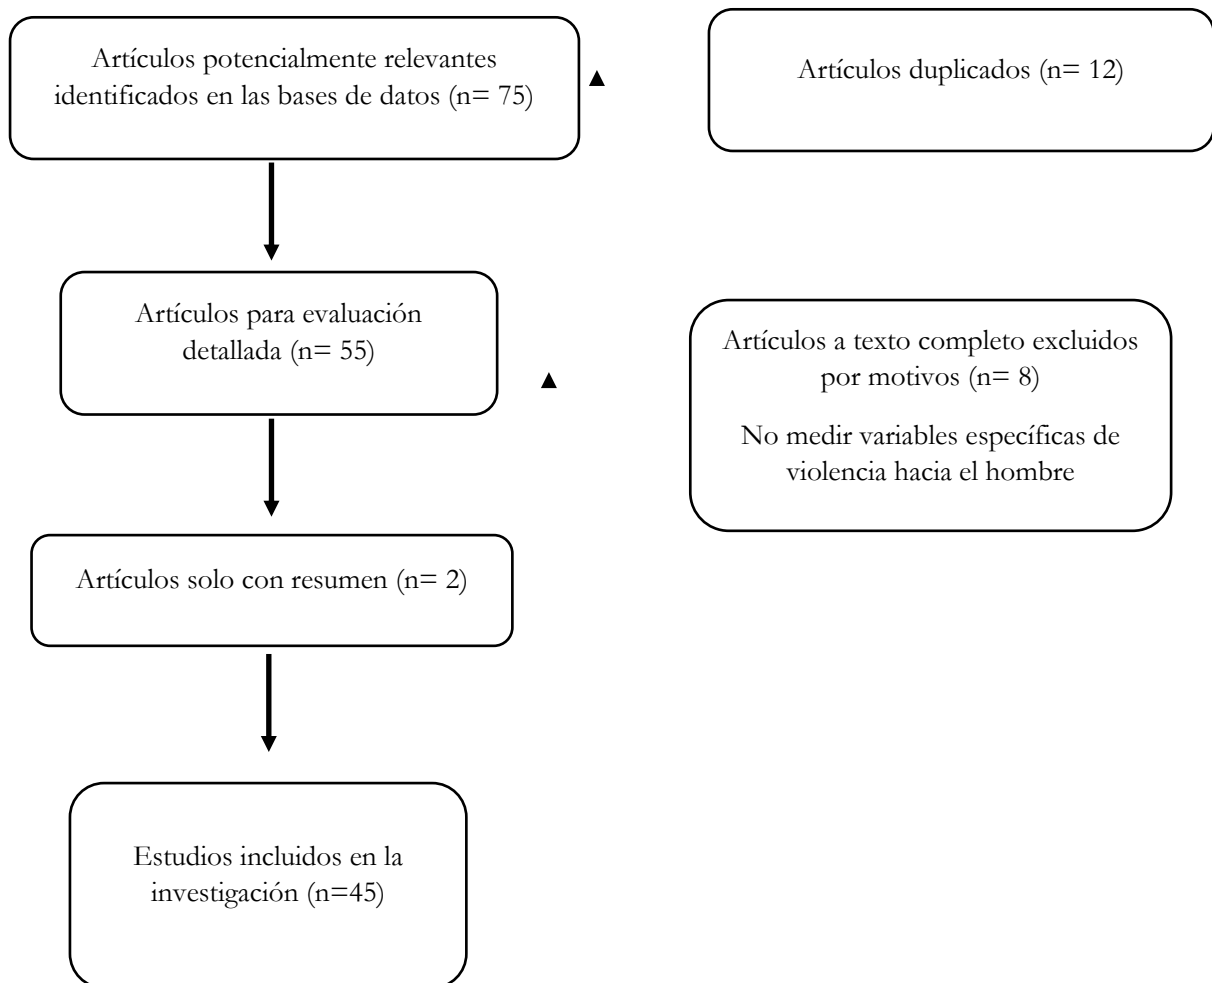 Artículos potencialmente relevantes
identificados en las bases de datos (n= 75)
Artículos duplicados (n= 12)
Artículos para evaluación
detallada (n= 55)
Artículos a texto completo excluidos
por motivos (n= 8)
No medir variables específicas de
violencia hacia el hombre
Artículos solo con resumen (n= 2)
Estudios incluidos en la
investigación (n=45)